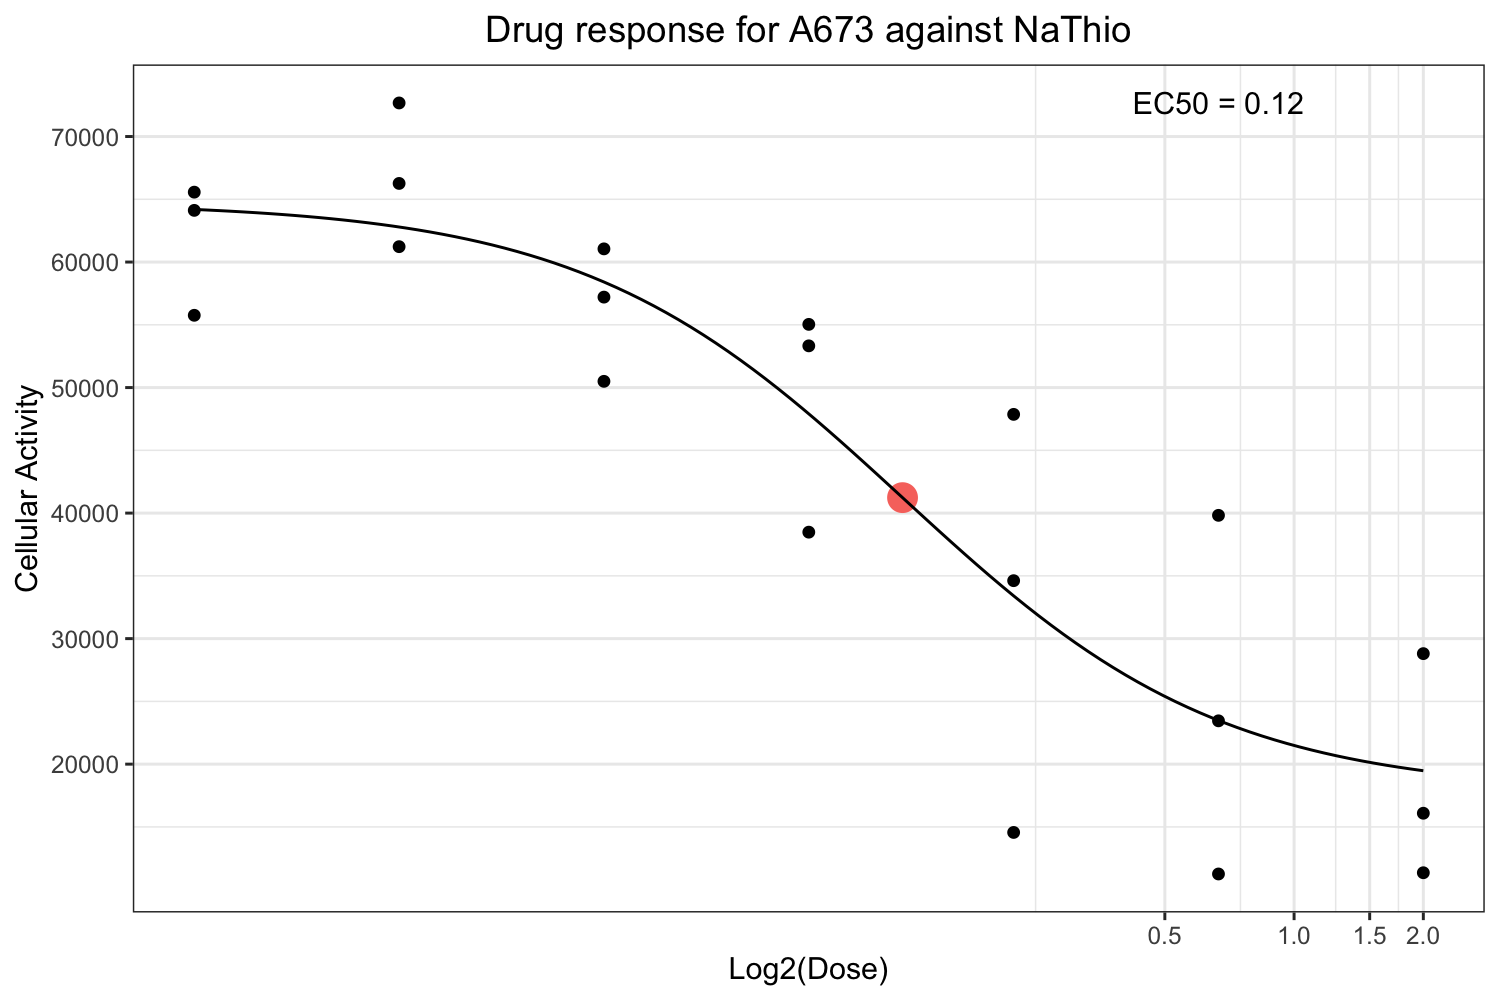 Drug response for A673 against NaThio
EC50 = 0.12
Cellular Activity
70000
60000
50000
40000
30000
20000
0.5 1.0 1.5 2.0
Log2(Dose)